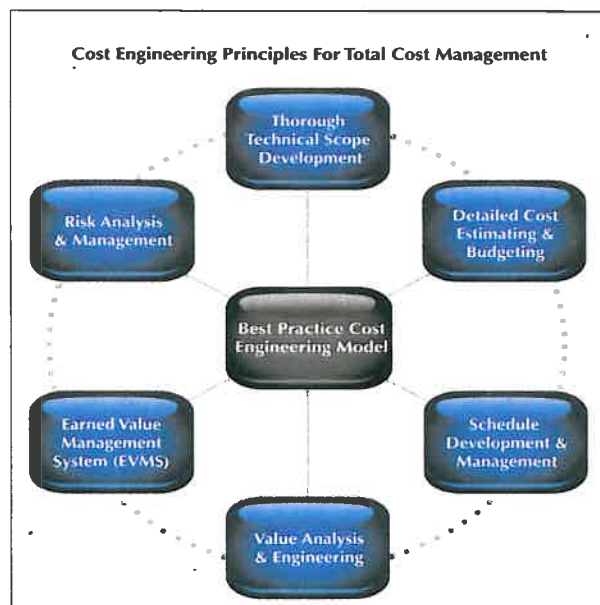 Cost Engineering Principles For Total Cost Management
Thorough
Technical Scope
Development
Risk Analysis
& Management
Detailed Cost
Estimating &
Budgeting
Best Practice Cost
Engineering Model
Earned Value
Management
System (EVMS)
Schedule
Development &
Management
Value Analysis
& Engineering